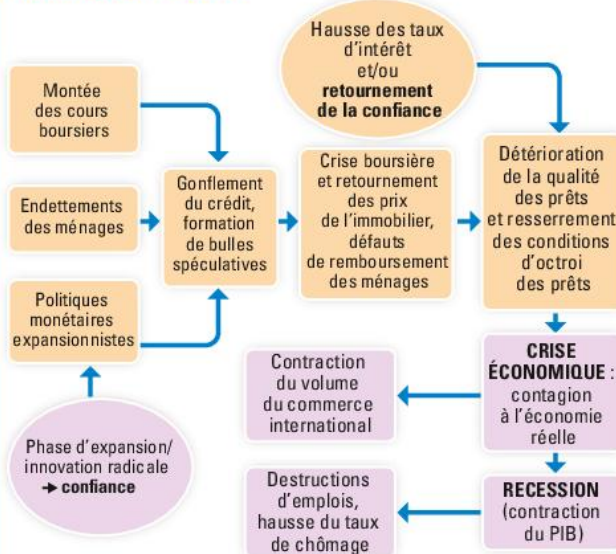 Hausse des taux
d'intérêt
et/ou
retournement
de la confiance
Montée
des cours
boursiers
Endettements
des ménages
Politiques
monétaires
expansionnistes
Phase d'expansion/
innovation radicale
➔ confiance
Gonflement
du crédit,
formation
de bulles
spéculatives
Crise boursière
et retournement
des prix
de l'immobilier,
défauts
de remboursement
des ménages
Détérioration
de la qualité
des prêts
et resserrement
des conditions
d'octroi
des prêts
CRISE
ÉCONOMIQUE :
contagion
à l'économie
réelle
Contraction
du volume
du commerce
international
RECESSION
(contraction
du PIB)
Destructions
d'emplois,
hausse du taux
de chômage